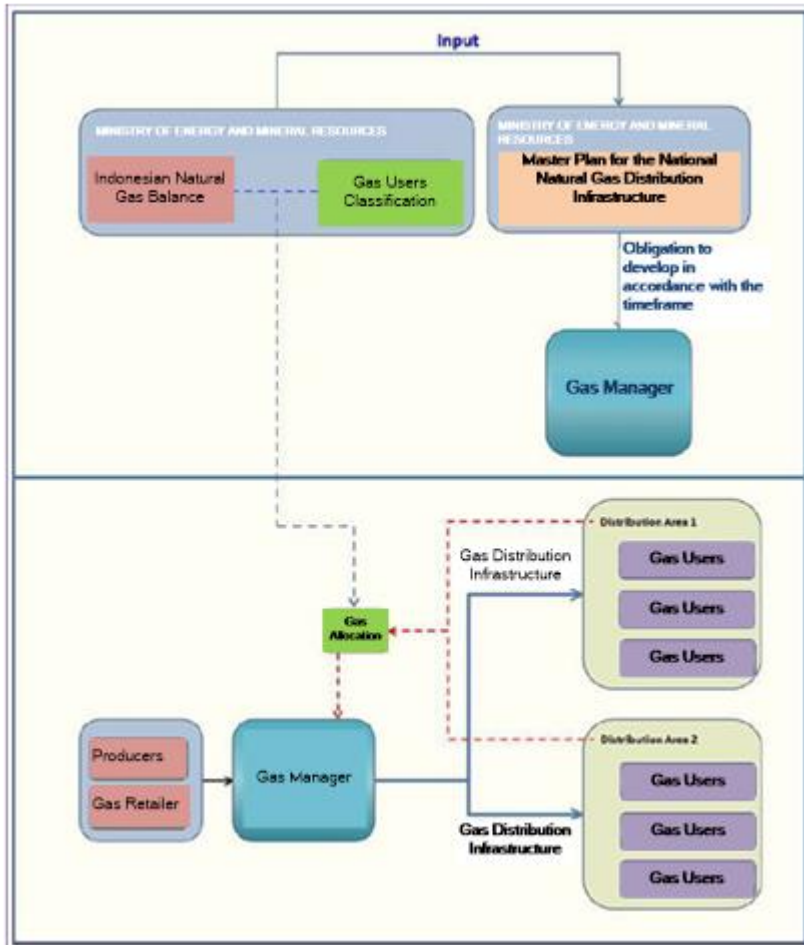 Input
MINISTRY OF ENERGY AND MINERAL RESOURCES
Indonesian Natural
Gas Balance
Gas Users
Classification
MINISTRY OF ENERGY AND MINERAL
RESOURCES
Master Plan for the National
Natural Gas Distribution
Infrastructure
Obligation to
develop in
accordance with the
timeframe
Gas Manager
Distribution Area 1
Gas Users
Gas Users
Gas Users
Gas Distribution
Infrastructure
Gas
Allocation
Producers
Gas Retailer
Gas Manager
Distribution Area 2
Gas Users
Gas Users
Gas Users
Gas Distribution
Infrastructure